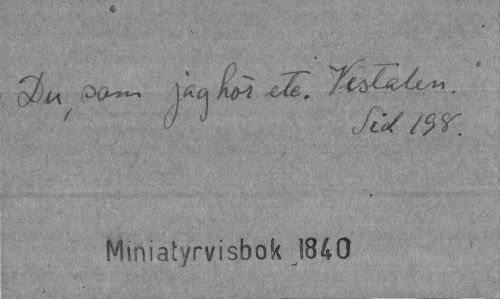 Du, som jag hör etc. Vestalen.
Sid 198.
Miniatyrvisbok 1840